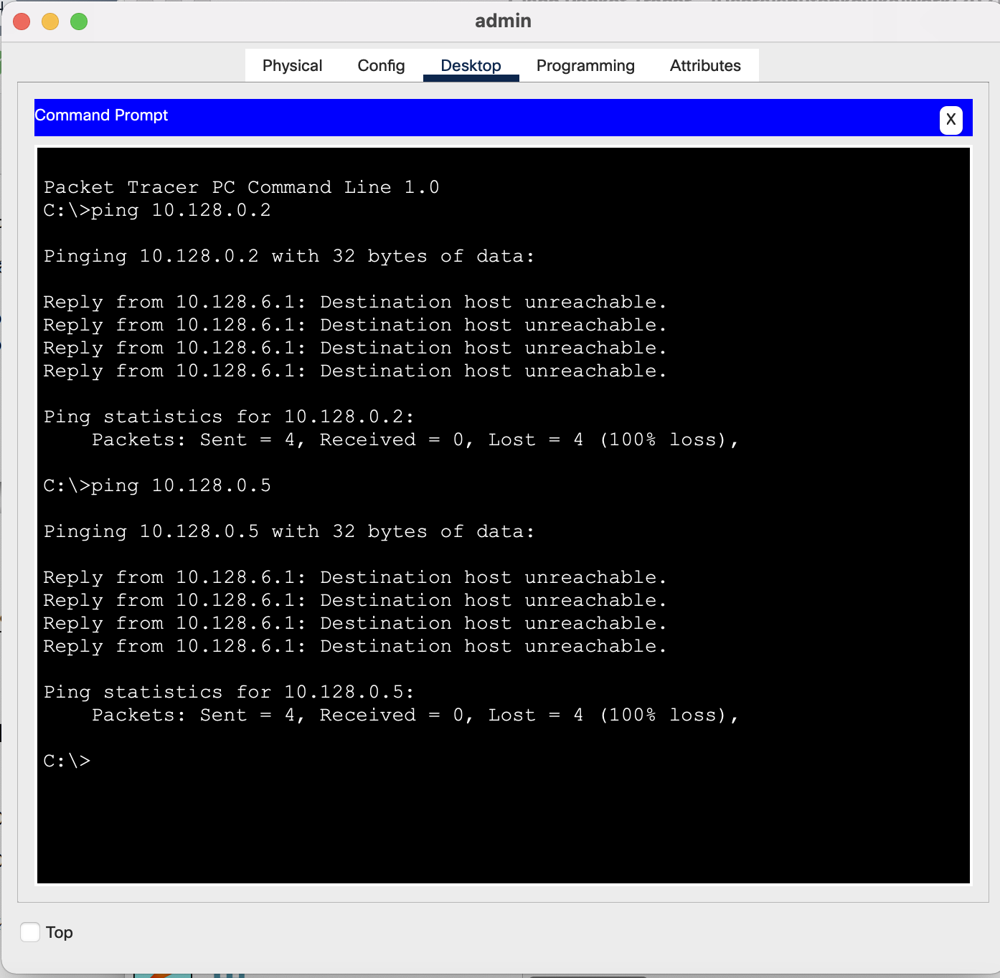 admin
Physical Config Desktop Programming Attributes
Command Prompt
X
Packet Tracer PC Command Line 1.0
C:\>ping 10.128.0.2
Pinging 10.128.0.2 with 32 bytes of data:
Reply from 10.128.6.1: Destination host unreachable.
Reply from 10.128.6.1: Destination host unreachable.
Reply from 10.128.6.1: Destination host unreachable.
Reply from 10.128.6.1: Destination host unreachable.
Ping statistics for 10.128.0.2:
    Packets: Sent = 4, Received = 0, Lost = 4 (100% loss),
C:\>ping 10.128.0.5
Pinging 10.128.0.5 with 32 bytes of data:
Reply from 10.128.6.1: Destination host unreachable.
Reply from 10.128.6.1: Destination host unreachable.
Reply from 10.128.6.1: Destination host unreachable.
Reply from 10.128.6.1: Destination host unreachable.
Ping statistics for 10.128.0.5:
    Packets: Sent = 4, Received = 0, Lost = 4 (100% loss),
C:\>
Top